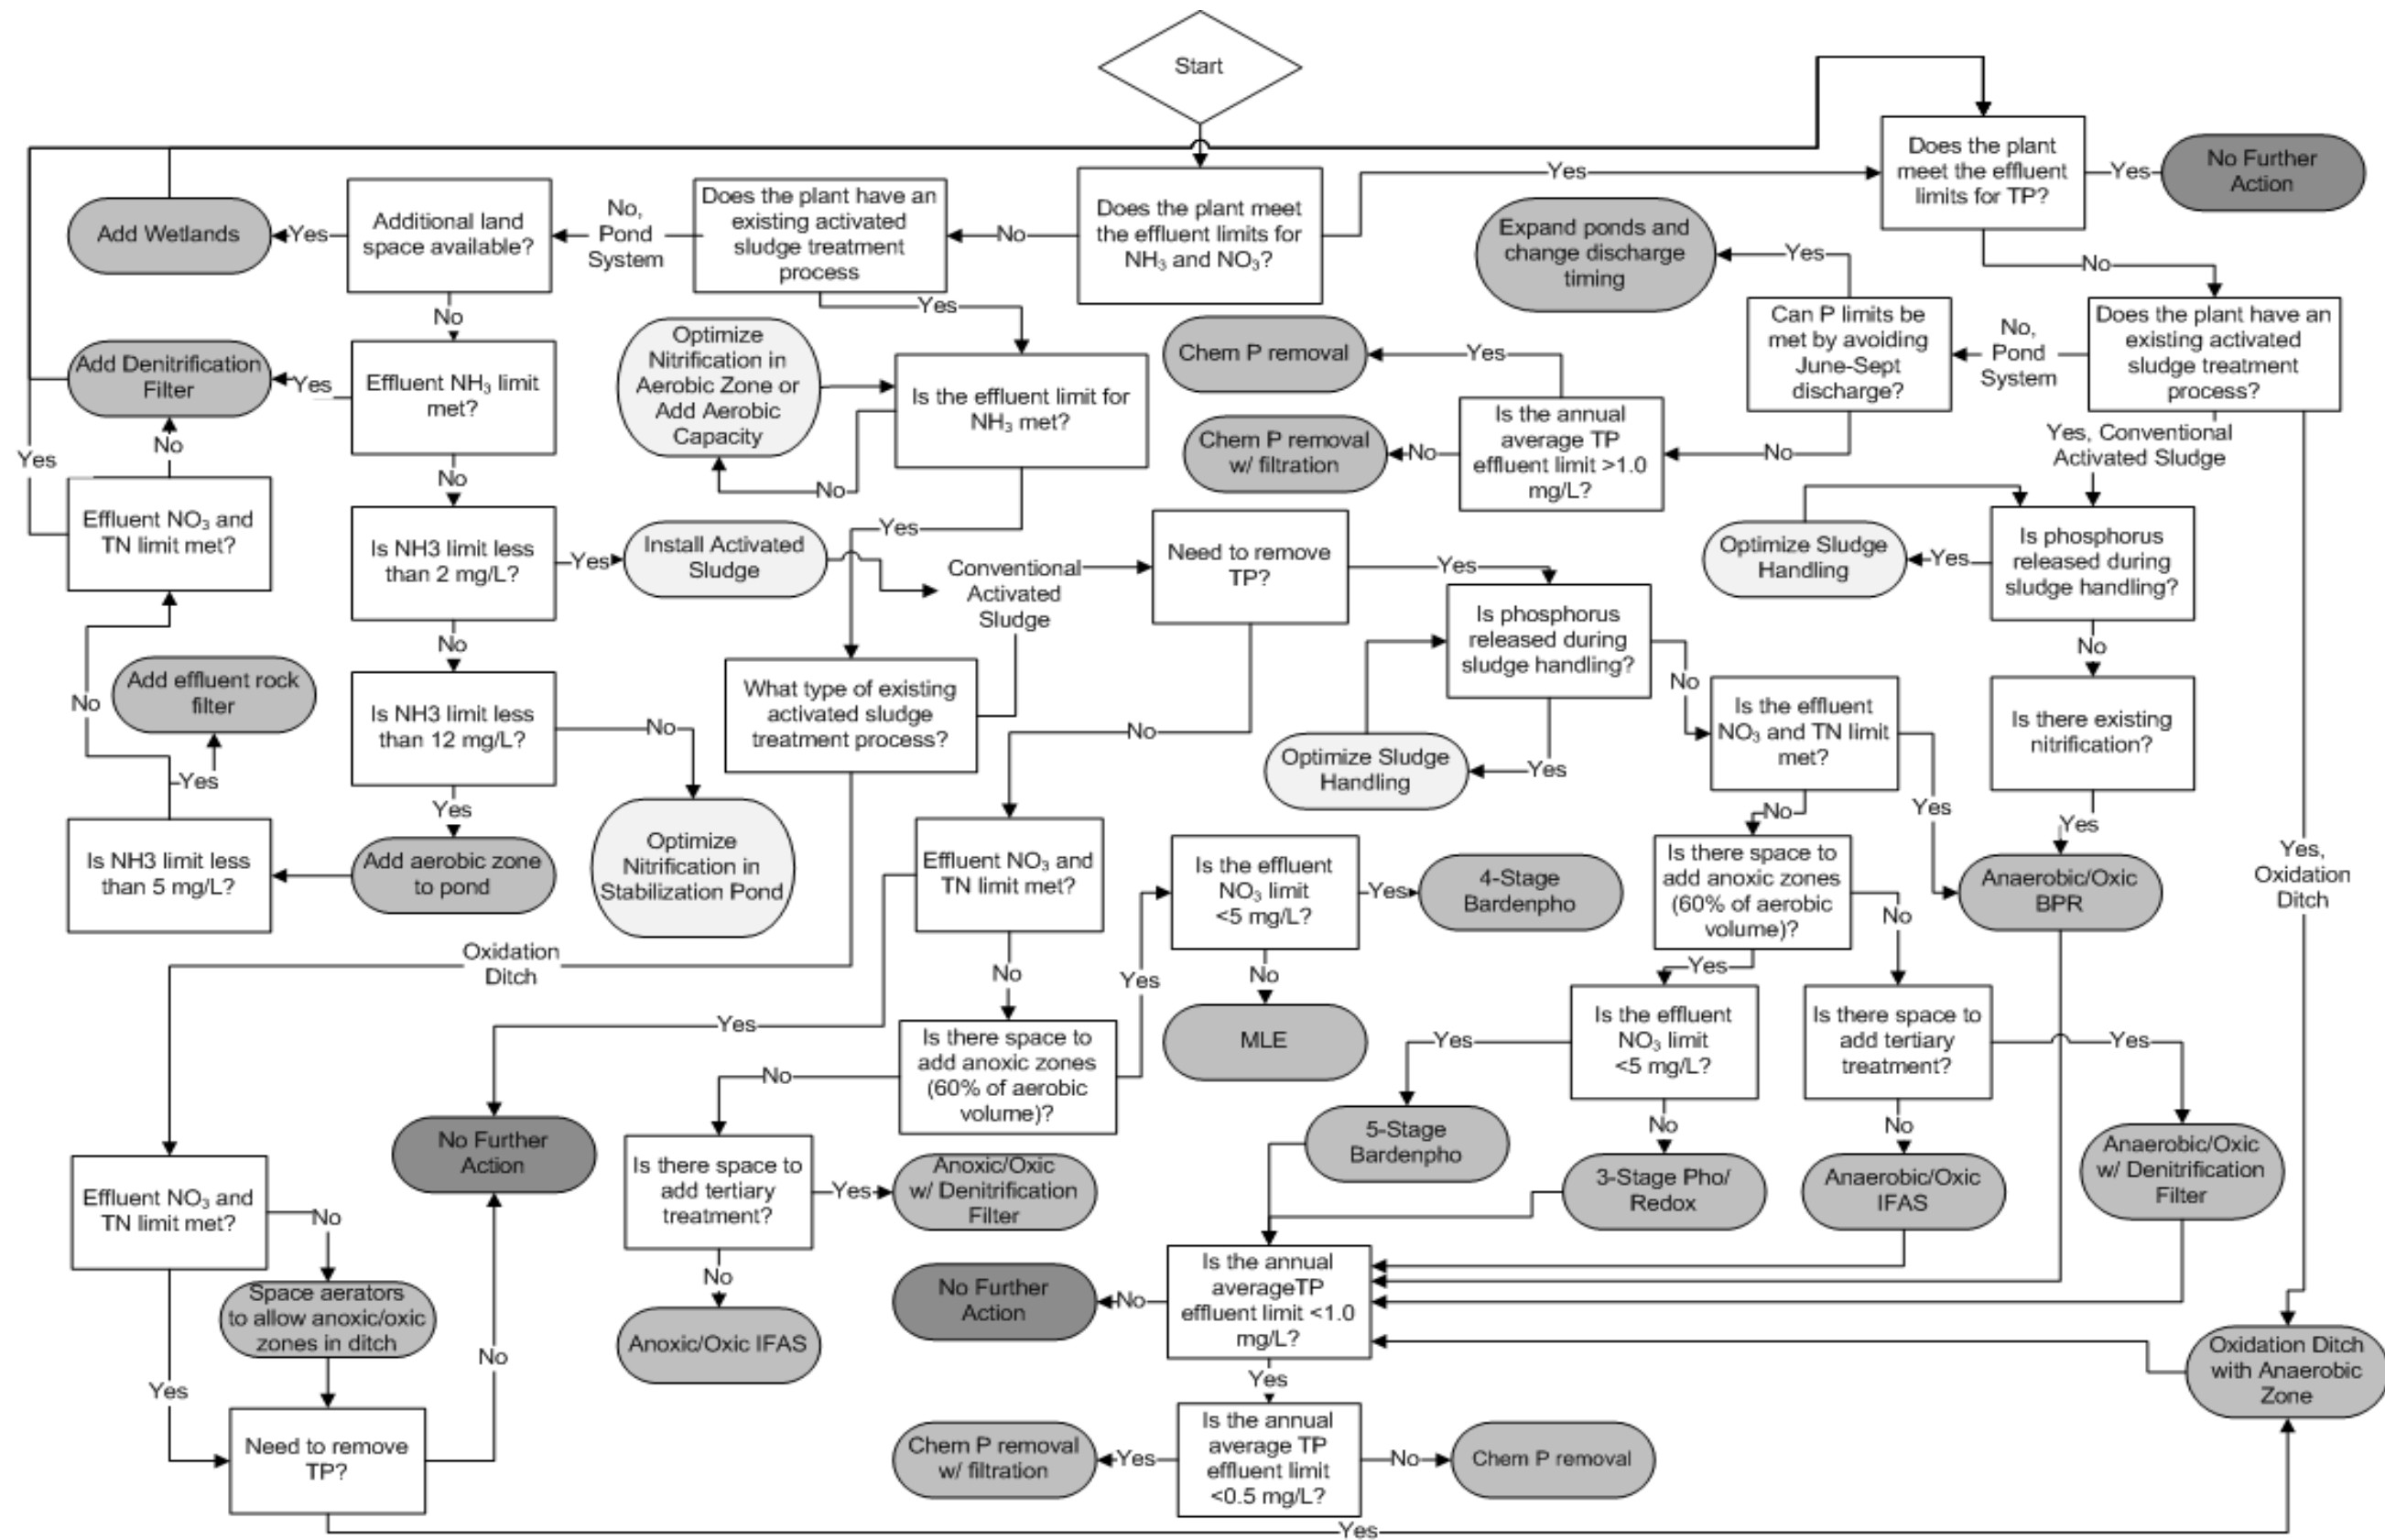 Start
Does the plant
meet the effluent
limits for TP?
Yes
No Further
Action
Yes
Does the plant meet
the effluent limits for
NH₃ and NO₃?
No
Does the plant have an
existing activated
sludge treatment
process
No,
Pond
System
Additional land
space available?
Yes
Add Wetlands
No
Yes
Expand ponds and
change discharge
timing
Yes
No
Can P limits be
met by avoiding
June-Sept
discharge?
No,
Pond
System
Does the plant have an
existing activated
sludge treatment
process?
Optimize
Nitrification in
Aerobic Zone or
Add Aerobic
Capacity
Is the effluent limit for
NH₃ met?
No
Yes
Chem P removal
Yes
Chem P removal
w/ filtration
No
Is the annual
average TP
effluent limit >1.0
mg/L?
No
Yes, Conventional
Activated Sludge
Add Denitrification
Filter
Yes
Effluent NH₃ limit
met?
No
No
Yes
Effluent NO₃ and
TN limit met?
Is NH3 limit less
than 2 mg/L?
Yes
Install Activated
Sludge
Conventional
Activated
Sludge
Need to remove
TP?
Yes
Is phosphorus
released during
sludge handling?
Optimize Sludge
Handling
Yes
Is phosphorus
released during
sludge handling?
No
No
Add effluent rock
filter
No
Yes
Is NH3 limit less
than 12 mg/L?
No
Yes
What type of existing
activated sludge
treatment process?
No
Optimize Sludge
Handling
Yes
No
Is the effluent
NO₃ and TN limit
met?
Is there existing
nitrification?
Yes
No
Yes
Is NH3 limit less
than 5 mg/L?
Add aerobic zone
to pond
Optimize
Nitrification in
Stabilization Pond
Effluent NO₃ and
TN limit met?
Is the effluent
NO₃ limit
<5 mg/L?
Yes
4-Stage
Bardenpho
Is there space to
add anoxic zones
(60% of aerobic
volume)?
No
Anaerobic/Oxic
BPR
Yes,
Oxidation
Ditch
Oxidation
Ditch
No
Yes
No
Yes
Yes
Is there space to
add anoxic zones
(60% of aerobic
volume)?
No
MLE
Yes
Is the effluent
NO₃ limit
<5 mg/L?
Is there space to
add tertiary
treatment?
Yes
No
No
No Further
Action
Is there space to
add tertiary
treatment?
Yes
Anoxic/Oxic
w/ Denitrification
Filter
5-Stage
Bardenpho
3-Stage Pho/
Redox
Anaerobic/Oxic
IFAS
Anaerobic/Oxic
w/ Denitrification
Filter
Effluent NO₃ and
TN limit met?
No
No
Space aerators
to allow anoxic/oxic
zones in ditch
Anoxic/Oxic IFAS
No Further
Action
No
Is the annual
averageTP
effluent limit <1.0
mg/L?
Oxidation Ditch
with Anaerobic
Zone
Yes
No
Yes
Need to remove
TP?
Chem P removal
w/ filtration
Yes
Is the annual
average TP
effluent limit
<0.5 mg/L?
No
Chem P removal
Yes